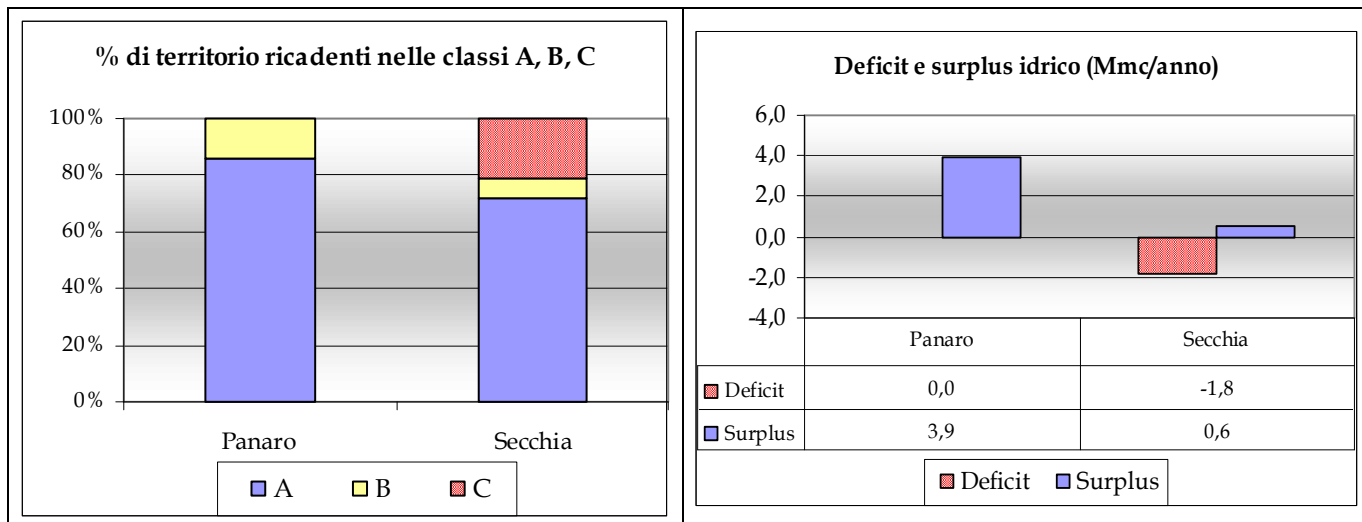 % di territorio ricadenti nelle classi A, B, C
100%
80%
60%
40%
20%
0%
Panaro Secchia
A B C
Deficit e surplus idrico (Mmc/anno)
6,0
4,0
2,0
0,0
-2,0
-4,0
Panaro Secchia
Deficit 0,0 -1,8
Surplus 3,9 0,6
Deficit Surplus